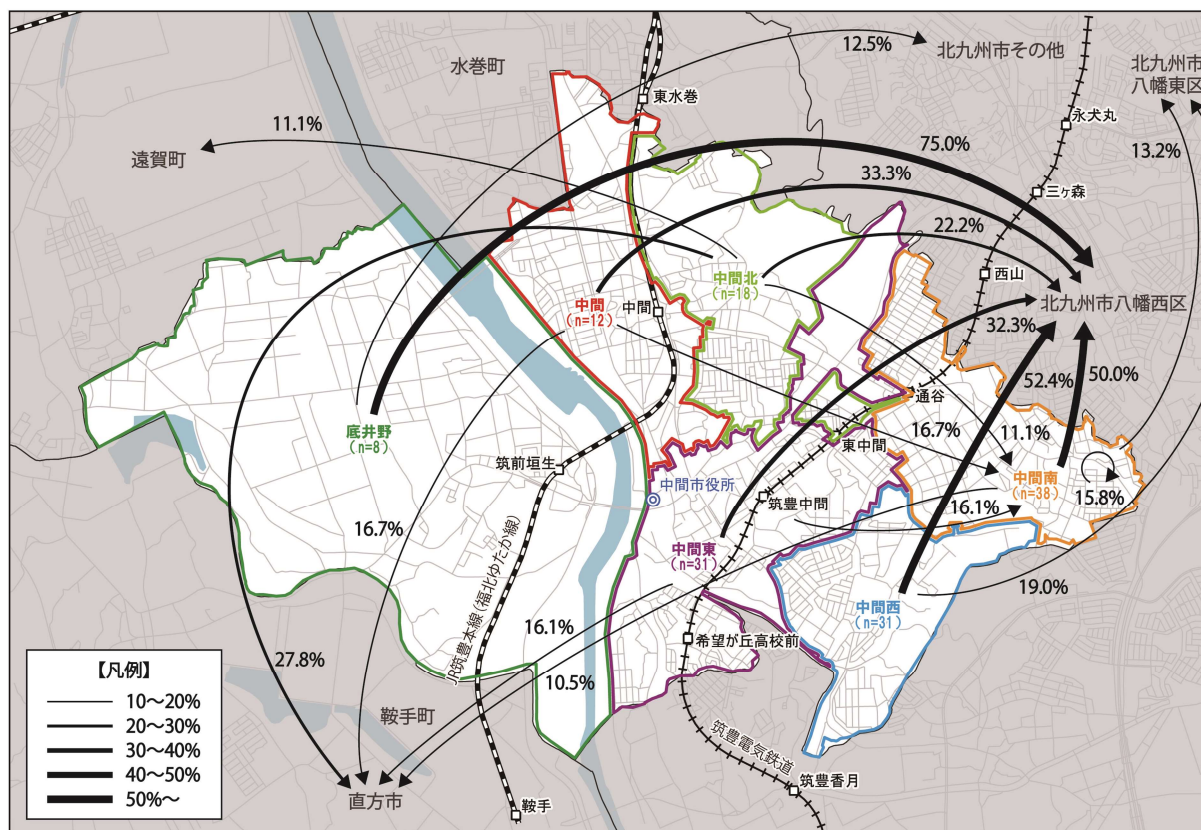 12.5%
北九州市その他
北九州市
八幡東区
水巻町
東水巻
永犬丸
11.1%
75.0%
13.2%
遠賀町
33.3%
三ヶ森
22.2%
西山
中間北
(n=18)
中間
(n=12)
中間
北九州市八幡西区
32.3%
52.4%
50.0%
通谷
底井野
(n=8)
16.7%
11.1%
東中間
筑前垣生
中間市役所
筑豊中間
中間南
(n=38)
15.8%
16.1%
16.7%
中間東
(n=31)
19.0%
中間西
(n=31)
JR筑豊本線(福北ゆたか線)
16.1%
希望が丘高校前
27.8%
10.5%
鞍手町
筑豊電気鉄道
筑豊香月
直方市
鞍手
【凡例】
10〜20%
20〜30%
30〜40%
40〜50%
50%〜